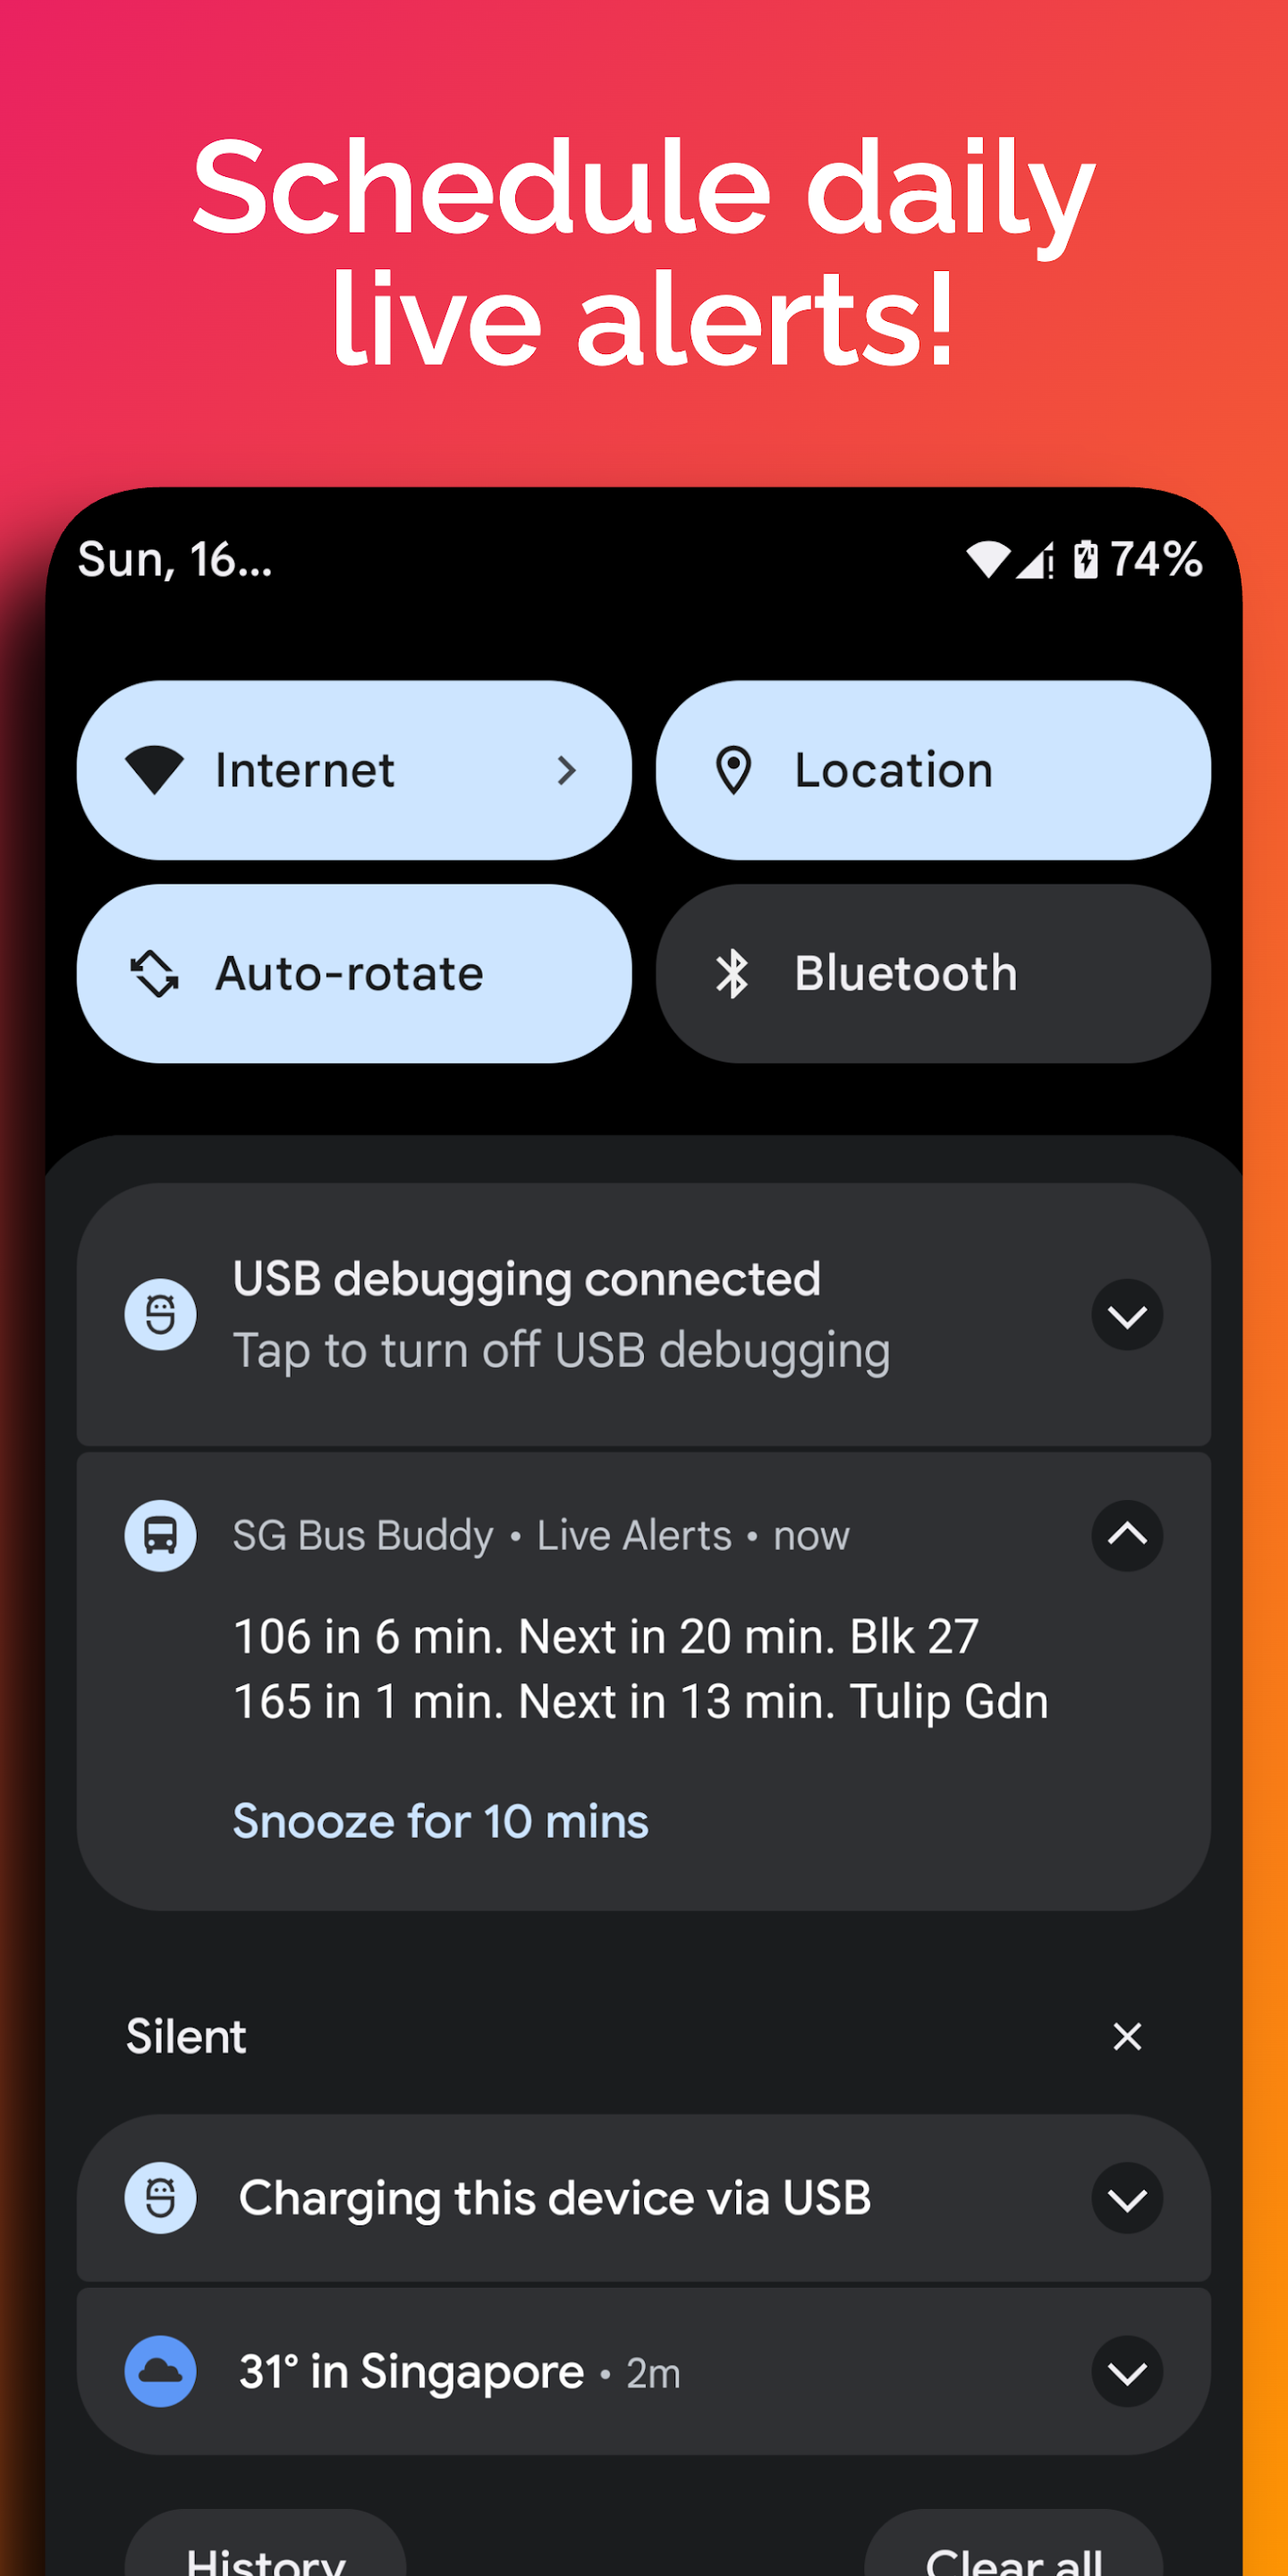 Schedule daily
live alerts!
Sun, 16...
74%
Internet
Location
Auto-rotate
Bluetooth
USB debugging connected
Tap to turn off USB debugging
SG Bus Buddy • Live Alerts • now
106 in 6 min. Next in 20 min. Blk 27
165 in 1 min. Next in 13 min. Tulip Gdn
Snooze for 10 mins
Silent
Charging this device via USB
31° in Singapore • 2m
History
Clear all